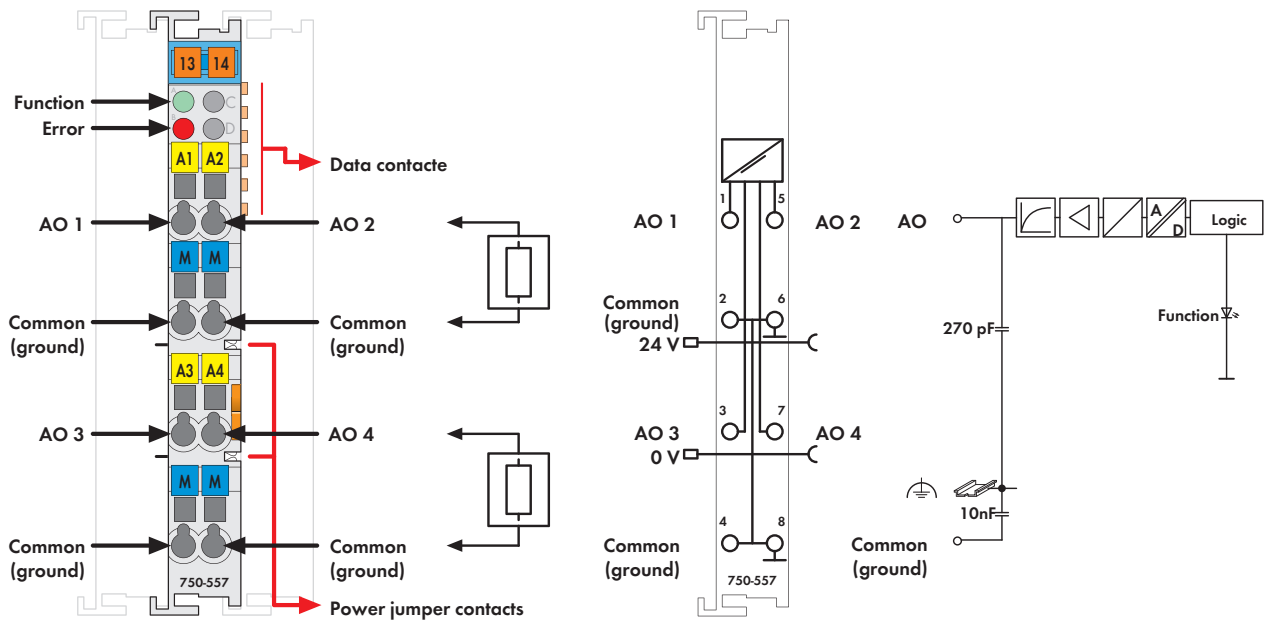 13 14
Function
A
C
Error
B
D
A1 A2
Data contacte
AO 1
AO 2
M M
Common
(ground)
Common
(ground)
A3 A4
AO 3
AO 4
M M
Common
(ground)
Common
(ground)
750-557
Power jumper contacts
1
5
AO 1
AO 2
2
6
Common
(ground)
24 V
3
7
AO 3
AO 4
0 V
4
8
Common
(ground)
750-557
AO
A
D
Logic
270 pF
Function
10nF
Common
(ground)